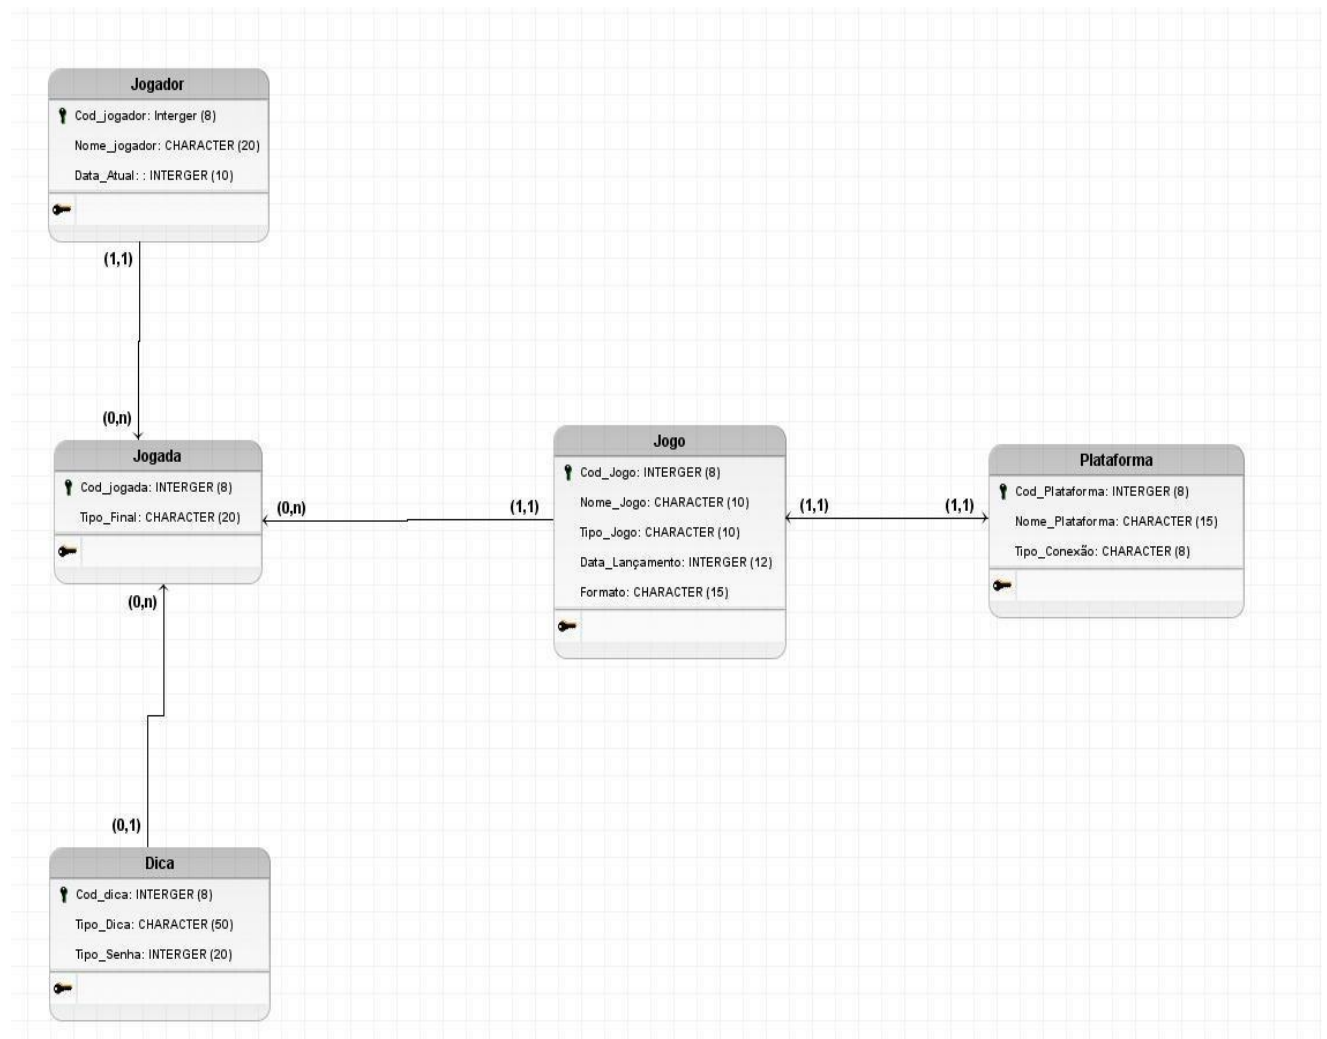 Jogador
Cod_jogador: Interger (8)
Nome_jogador: CHARACTER (20)
Data_Atual: : INTERGER (10)
(1,1)
(0,n)
Jogada
Cod_jogada: INTERGER (8)
Tipo_Final: CHARACTER (20)
(0,n)
(1,1)
Jogo
Cod_Jogo: INTERGER (8)
Nome_Jogo: CHARACTER (10)
Tipo_Jogo: CHARACTER (10)
Data_Lançamento: INTERGER (12)
Formato: CHARACTER (15)
(1,1)
(1,1)
Plataforma
Cod_Plataforma: INTERGER (8)
Nome_Plataforma: CHARACTER (15)
Tipo_Conexão: CHARACTER (8)
(0,n)
(0,1)
Dica
Cod_dica: INTERGER (8)
Tipo_Dica: CHARACTER (50)
Tipo_Senha: INTERGER (20)